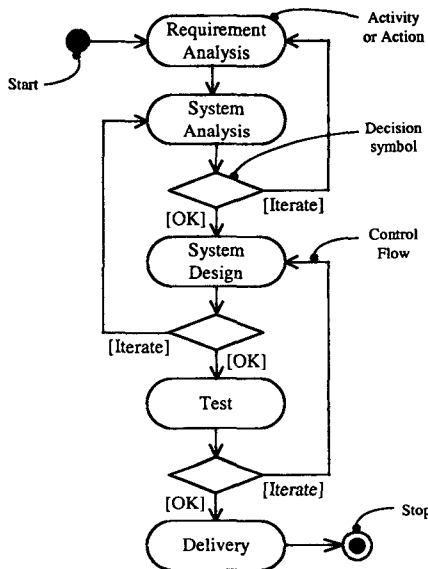 Requirement
Analysis
Activity
or Action
Start
System
Analysis
Decision
symbol
[Iterate]
[OK]
System
Design
Control
Flow
[Iterate]
[OK]
Test
[Iterate]
[OK]
Delivery
Stop